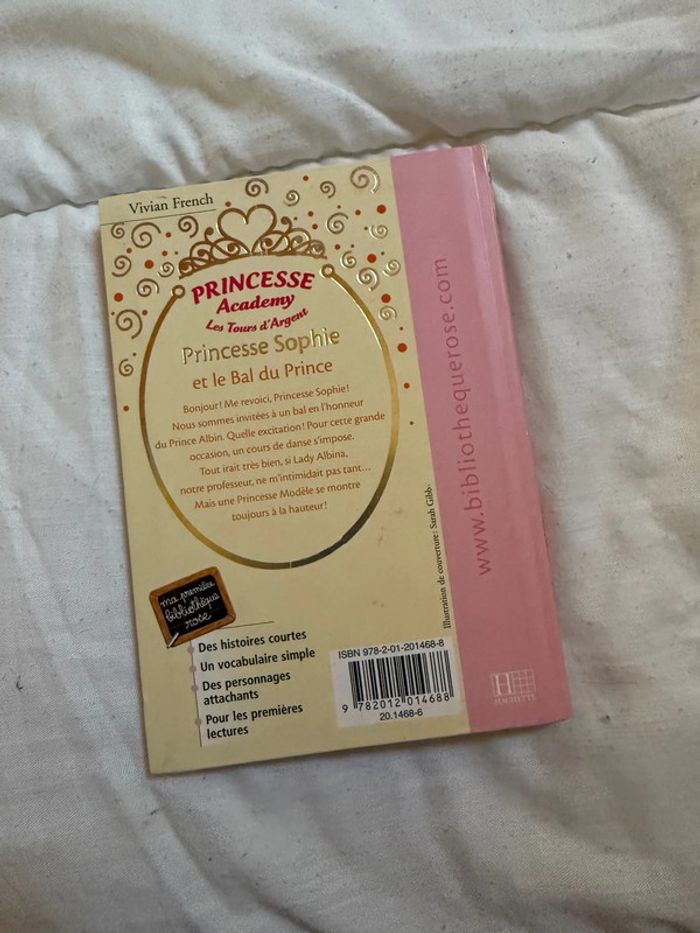 Vivian French
PRINCESSE
Academy
Les Tours d'Argent
Princesse Sophie
et le Bal du Prince
Bonjour! Me revoici, Princesse Sophie!
Nous sommes invitées à un bal en l'honneur
du Prince Albin. Quelle excitation! Pour cette grande
occasion, un cours de danse s'impose.
Tout irait très bien, si Lady Albina,
notre professeur, ne m'intimidait pas tant...
Mais une Princesse Modèle se montre
toujours à la hauteur!
ma première
bibliothèque
rose
Des histoires courtes
Un vocabulaire simple
Des personnages
attachants
Pour les premières
lectures
Illustration de couverture: Sarah Gibb.
ISBN 978-2-01-201468-8
9 782012 014688
20.1468-6
www.bibliothequerose.com
H
HACHETTE